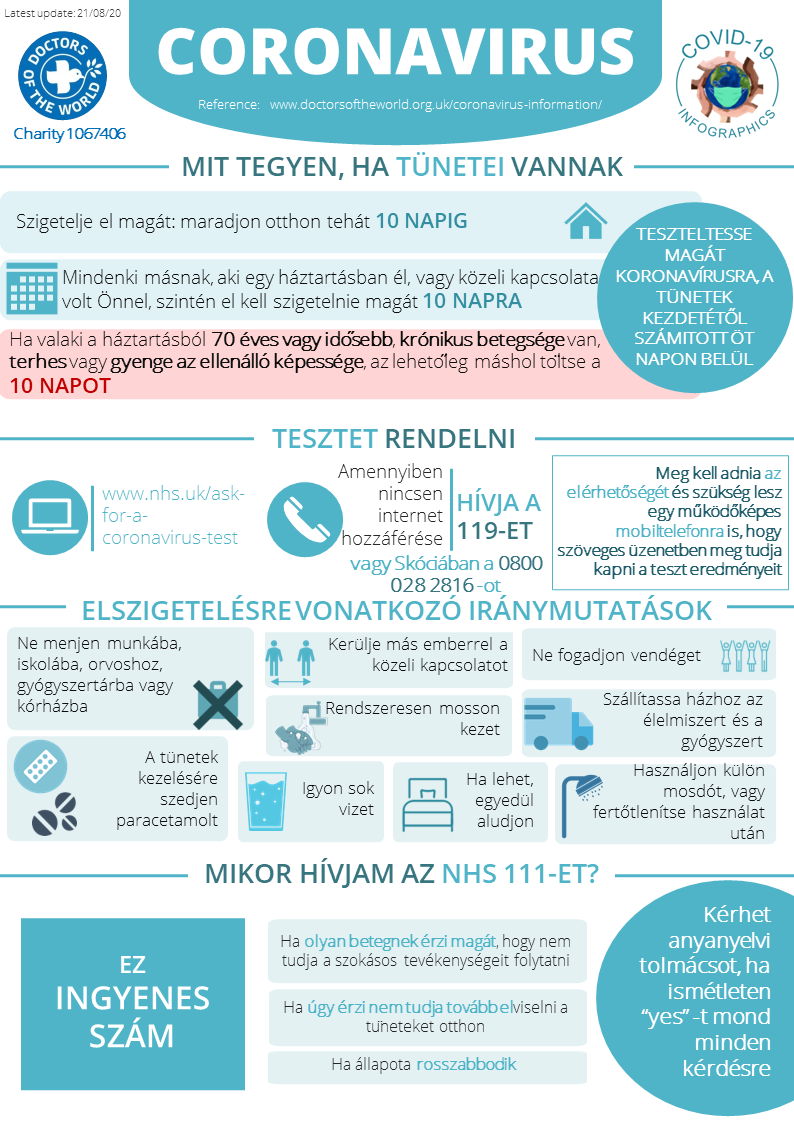 Latest update: 21/08/20
DOCTORS
OF THE WORLD
Charity 1067406
CORONAVIRUS
Reference: www.doctorsoftheworld.org.uk/coronavirus-information/
COVID-19
INFOGRAPHICS
MIT TEGYEN, HA TÜNETEI VANNAK
Szigetelje el magát: maradjon otthon tehát 10 NAPIG
Mindenki másnak, aki egy háztartásban él, vagy közeli kapcsolata
volt Önnel, szintén el kell szigetelnie magát 10 NAPRA
Ha valaki a háztartásból 70 éves vagy idősebb, krónikus betegsége van,
terhes vagy gyenge az ellenálló képessége, az lehetőleg máshol töltse a
10 NAPOT
TESZTELTESSE
MAGÁT
KORONAVÍRUSRA, A
TÜNETEK
KEZDETÉTŐL
SZÁMITOTT ÖT
NAPON BELÜL
TESZTET RENDELNI
www.nhs.uk/ask-
for-a-
coronavirus-test
Amennyiben
nincsen
internet
hozzáférése
HÍVJA A
119-ET
vagy Skóciában a 0800
028 2816 -ot
Meg kell adnia az
elérhetőségét és szükség lesz
egy működőképes
mobiltelefonra is, hogy
szöveges üzenetben meg tudja
kapni a teszt eredményeit
ELSZIGETELÉSRE VONATKOZÓ IRÁNYMUTATÁSOK
Ne menjen munkába,
iskolába, orvoshoz,
gyógyszertárba vagy
kórházba
Kerülje más emberrel a
közeli kapcsolatot
Ne fogadjon vendéget
Rendszeresen mosson
kezet
Szállítassa házhoz az
élelmiszert és a
gyógyszert
A tünetek
kezelésére
szedjen
paracetamolt
Igyon sok
vizet
Ha lehet,
egyedül
aludjon
Használjon külön
mosdót, vagy
fertőtlenítse használat
után
MIKOR HÍVJAM AZ NHS 111-ET?
EZ
INGYENES
SZÁM
Ha olyan betegnek érzi magát, hogy nem
tudja a szokásos tevékenységeit folytatni
Ha úgy érzi nem tudja tovább elviselni a
tüneteket otthon
Ha állapota rosszabbodik
Kérhet
anyanyelvi
tolmácsot, ha
ismételten
“yes” -t mond
minden
kérdésre